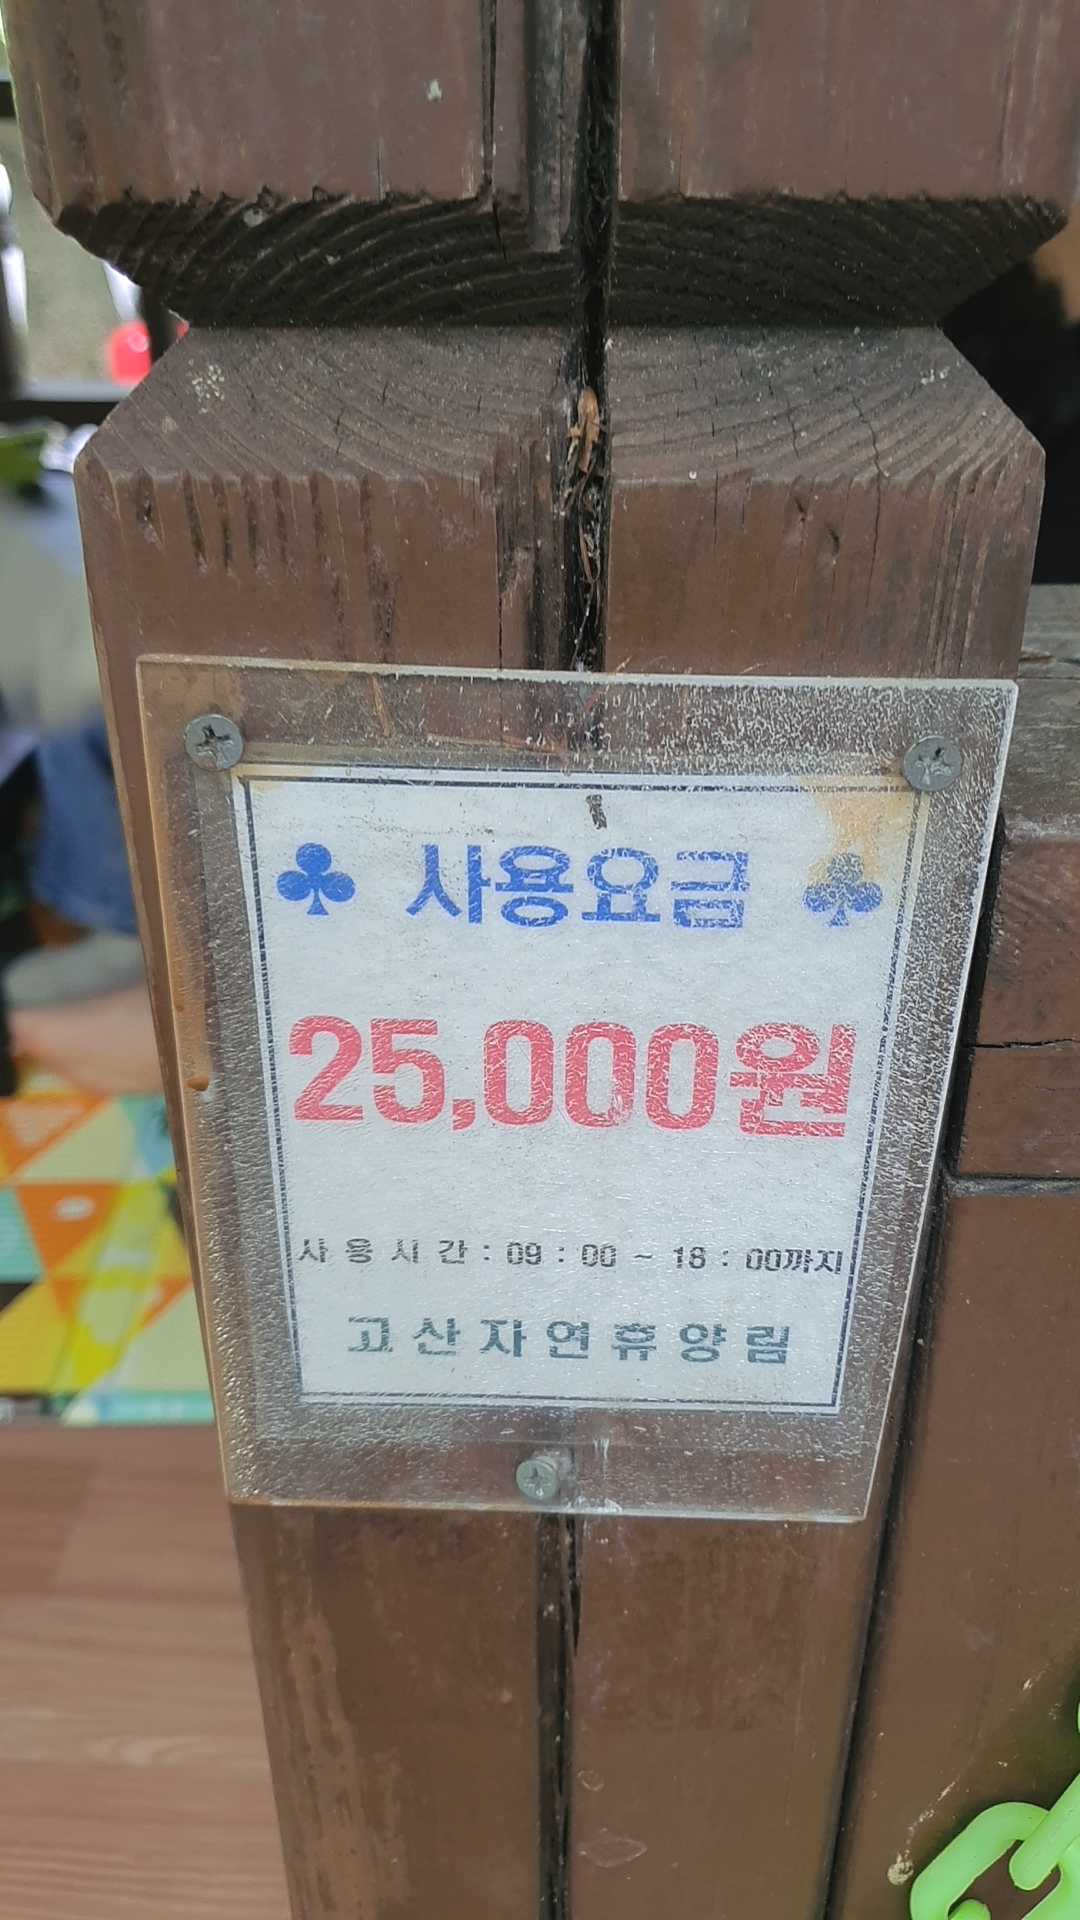 ♣ 사용요금 ♣
25,000원
사용시간 : 09 : 00 ~ 18 : 00까지
고산자연휴양림